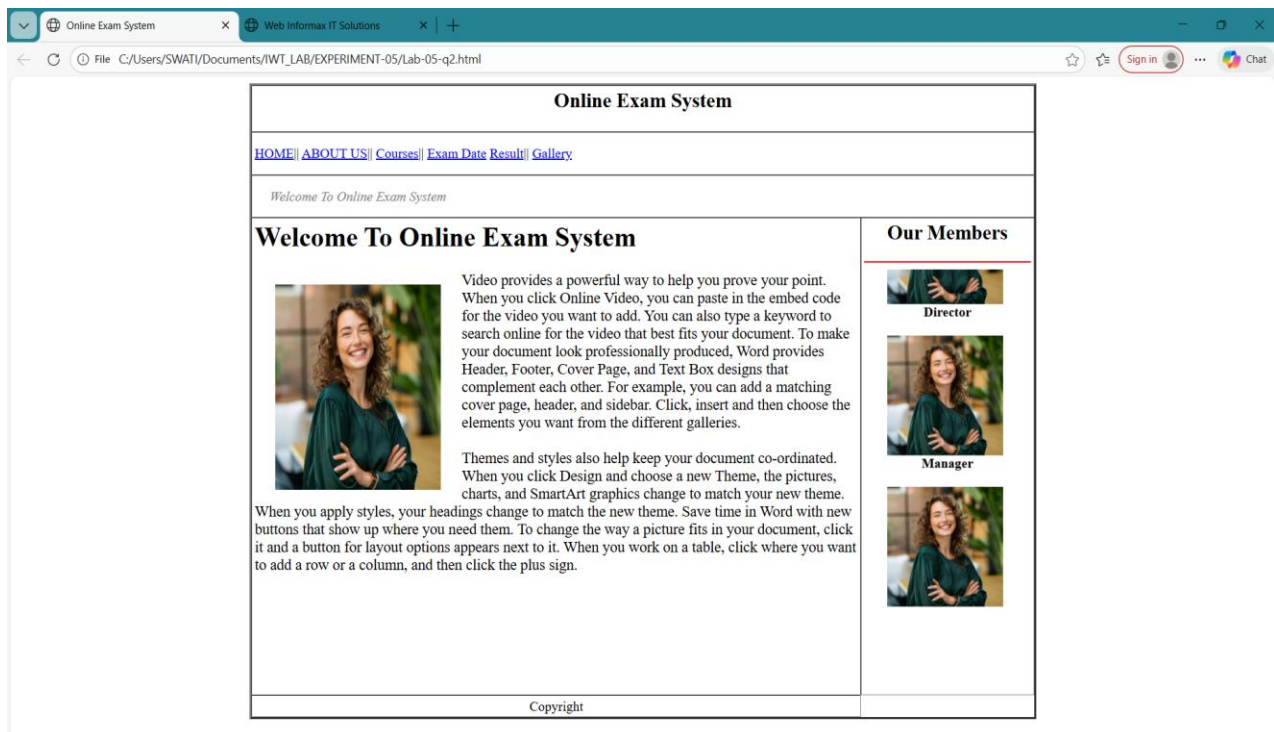 Online Exam System
Web Informax IT Solutions
File C:/Users/SWATI/Documents/IWT_LAB/EXPERIMENT-05/Lab-05-q2.html
Sign in
Chat
Online Exam System
HOME|| ABOUT US|| Courses|| Exam Date Result|| Gallery
Welcome To Online Exam System
Welcome To Online Exam System
Video provides a powerful way to help you prove your point.
When you click Online Video, you can paste in the embed code
for the video you want to add. You can also type a keyword to
search online for the video that best fits your document. To make
your document look professionally produced, Word provides
Header, Footer, Cover Page, and Text Box designs that
complement each other. For example, you can add a matching
cover page, header, and sidebar. Click, insert and then choose the
elements you want from the different galleries.
Themes and styles also help keep your document co-ordinated.
When you click Design and choose a new Theme, the pictures,
charts, and SmartArt graphics change to match your new theme.
When you apply styles, your headings change to match the new theme. Save time in Word with new
buttons that show up where you need them. To change the way a picture fits in your document, click
it and a button for layout options appears next to it. When you work on a table, click where you want
to add a row or a column, and then click the plus sign.
Our Members
Director
Manager
Copyright